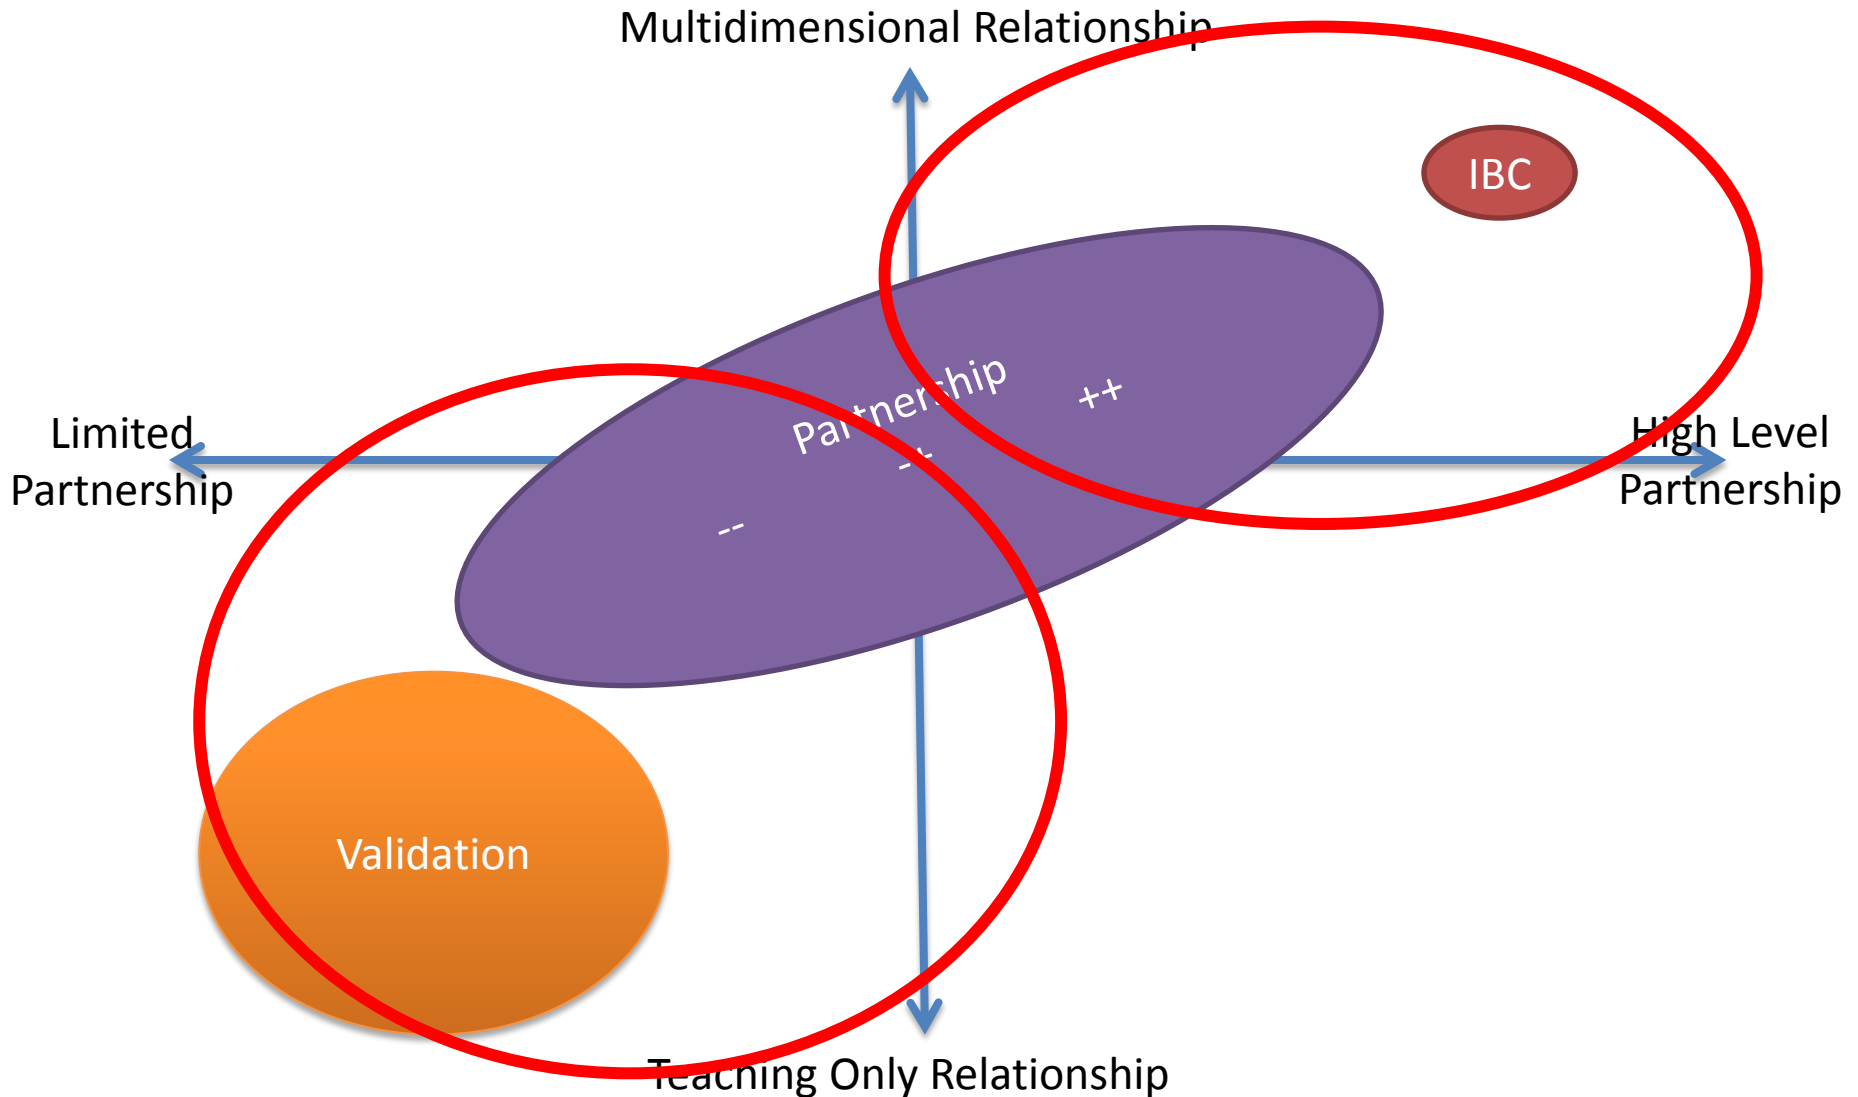 Multidimensional Relationship
IBC
Partnership
++
-+
--
Limited
Partnership
High Level
Partnership
Validation
Teaching Only Relationship